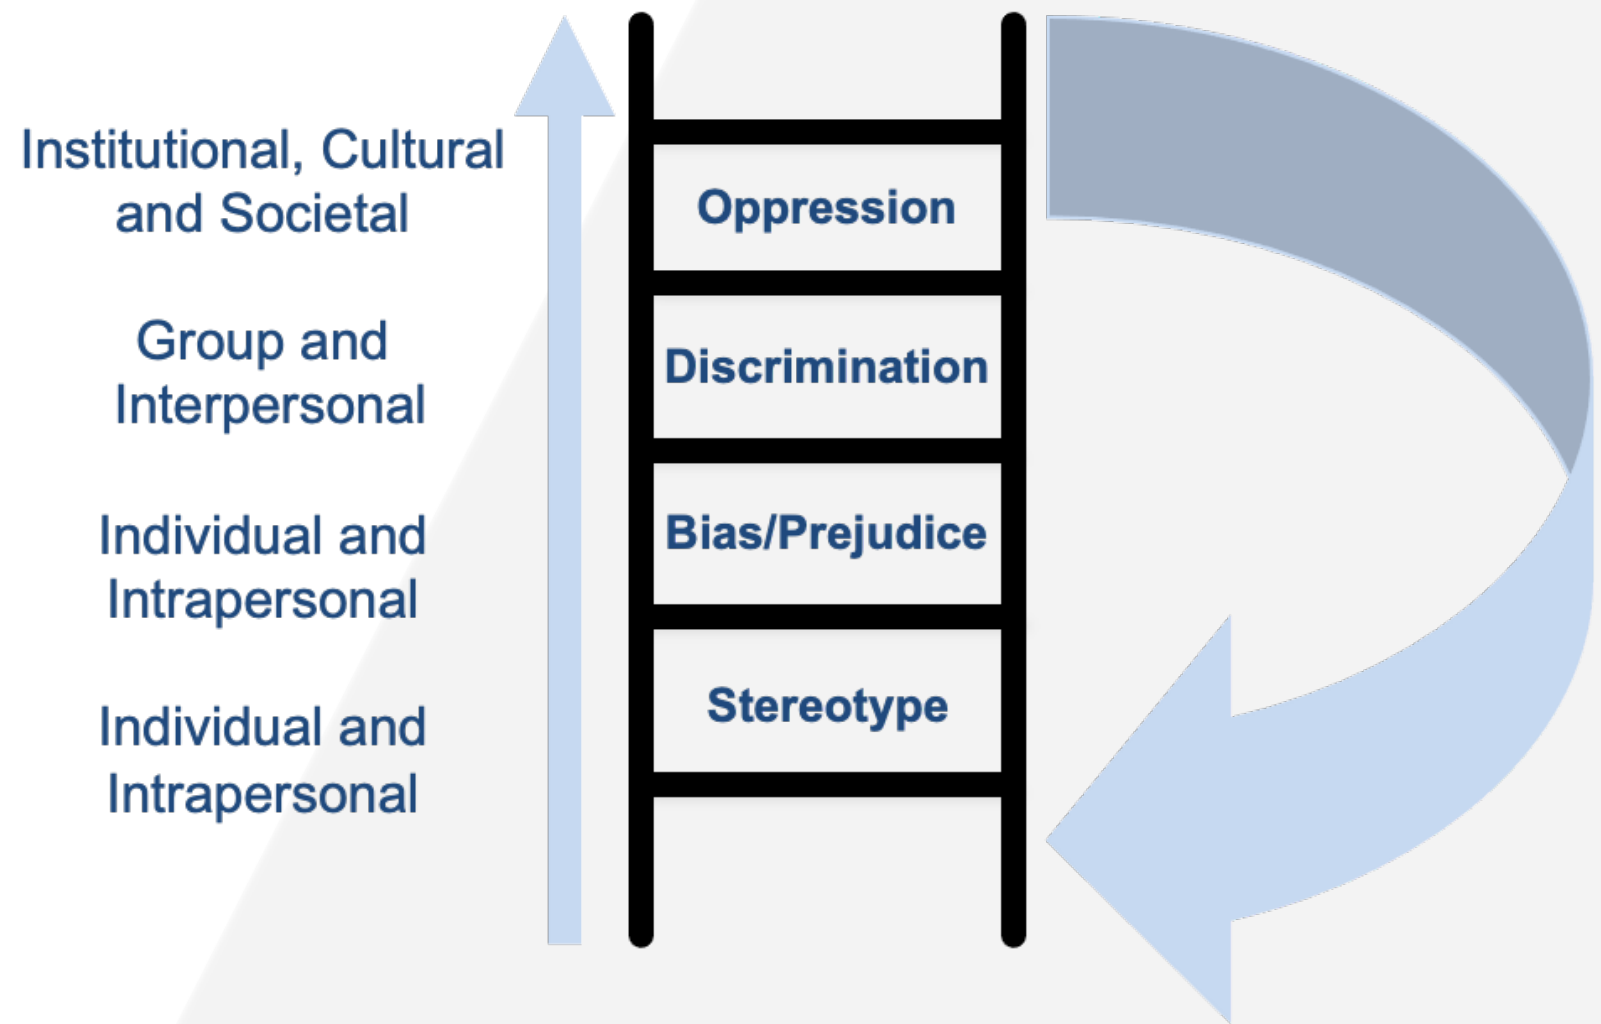 Institutional, Cultural
and Societal
Oppression
Group and
Interpersonal
Discrimination
Individual and
Intrapersonal
Bias/Prejudice
Individual and
Intrapersonal
Stereotype